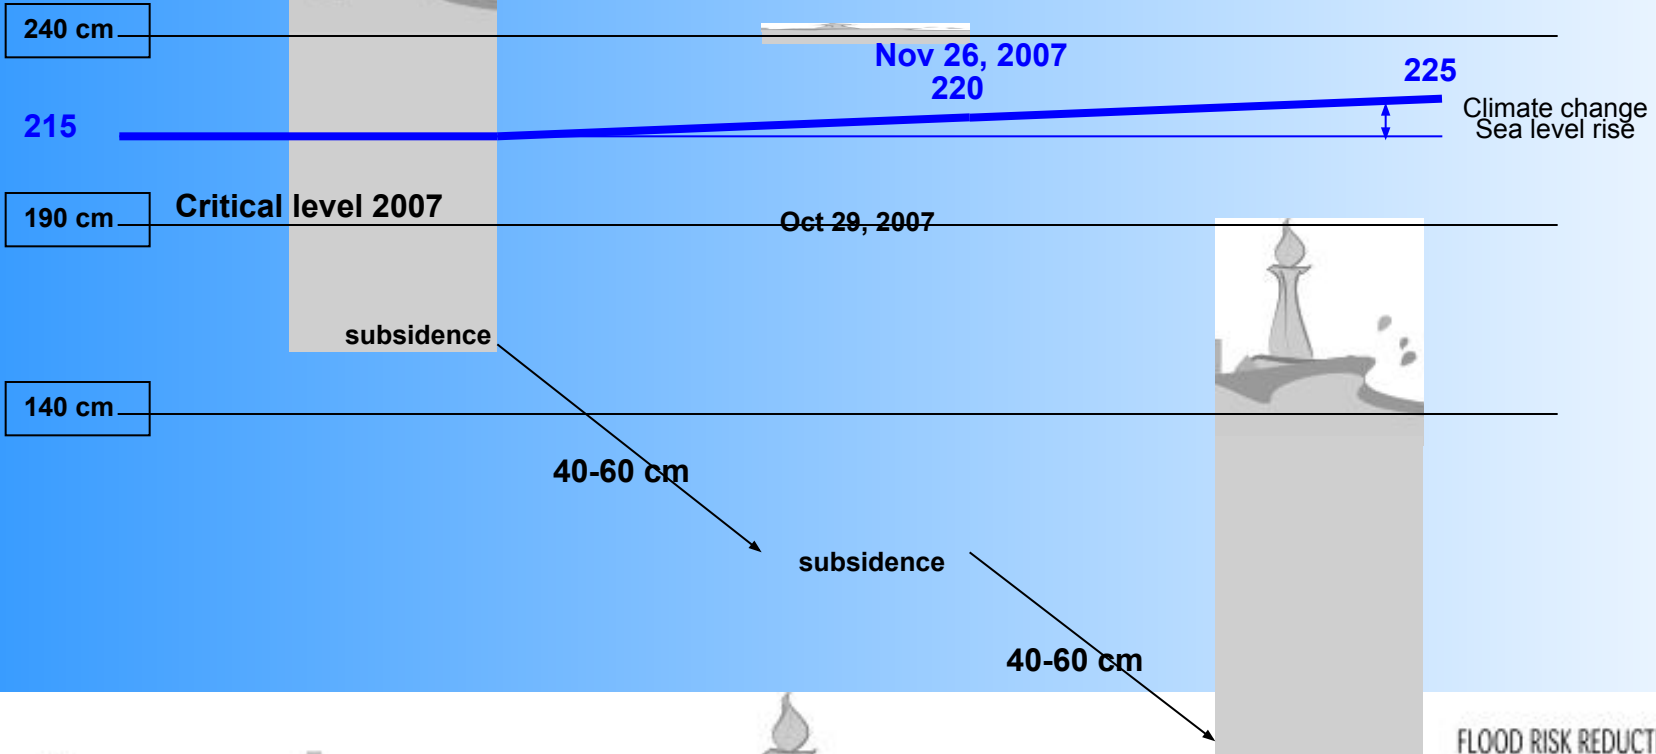 240 cm
Nov 26, 2007
220
225
215
Climate change
Sea level rise
190 cm
Critical level 2007
Oct 29, 2007
subsidence
140 cm
40-60 cm
subsidence
40-60 cm
FLOOD RISK REDUCT